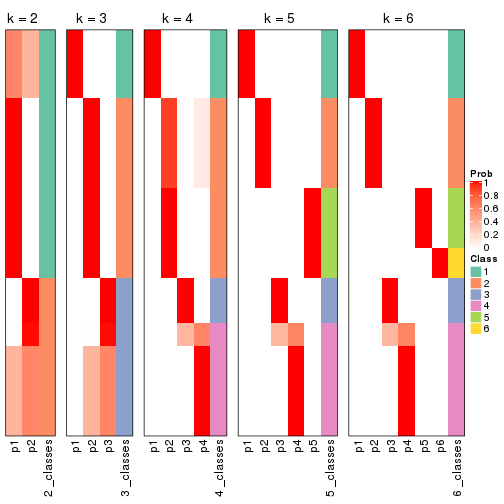 k = 2
k = 3
k = 4
k = 5
k = 6
Prob
1
0.8
0.6
0.4
0.2
0
Class
1
2
3
4
5
6
p1
p2
2_classes
p1
p2
p3
3_classes
p1
p2
p3
p4
4_classes
p1
p2
p3
p4
p5
5_classes
p1
p2
p3
p4
p5
p6
6_classes